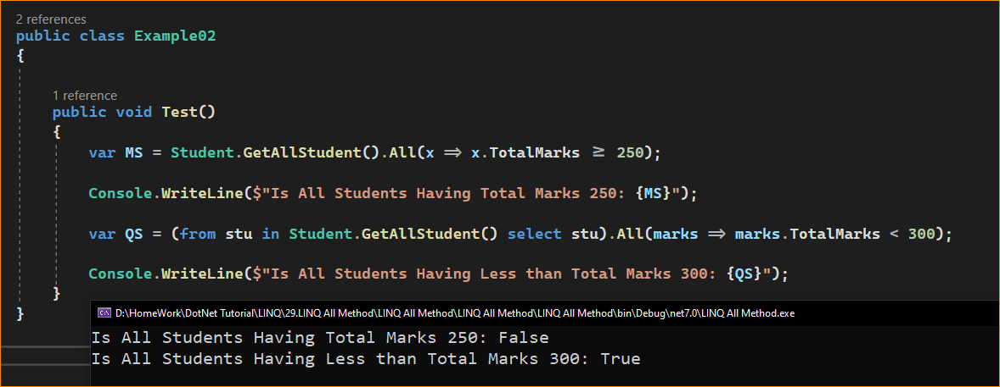 2 references
public class Example02
{
1 reference
public void Test()
{
var MS = Student.GetAllStudent().All(x => x.TotalMarks ≥ 250);
Console.WriteLine($"Is All Students Having Total Marks 250: {MS}");
var QS = (from stu in Student.GetAllStudent() select stu).All(marks => marks.TotalMarks < 300);
Console.WriteLine($"Is All Students Having Less than Total Marks 300: {QS}");
}
}
D:\HomeWork\DotNet Tutorial\LINQ\29.LINQ All Method\LINQ All Method\LINQ All Method\LINQ All Method\bin\Debug\net7.0\LINQ All Method.exe
Is All Students Having Total Marks 250: False
Is All Students Having Less than Total Marks 300: True